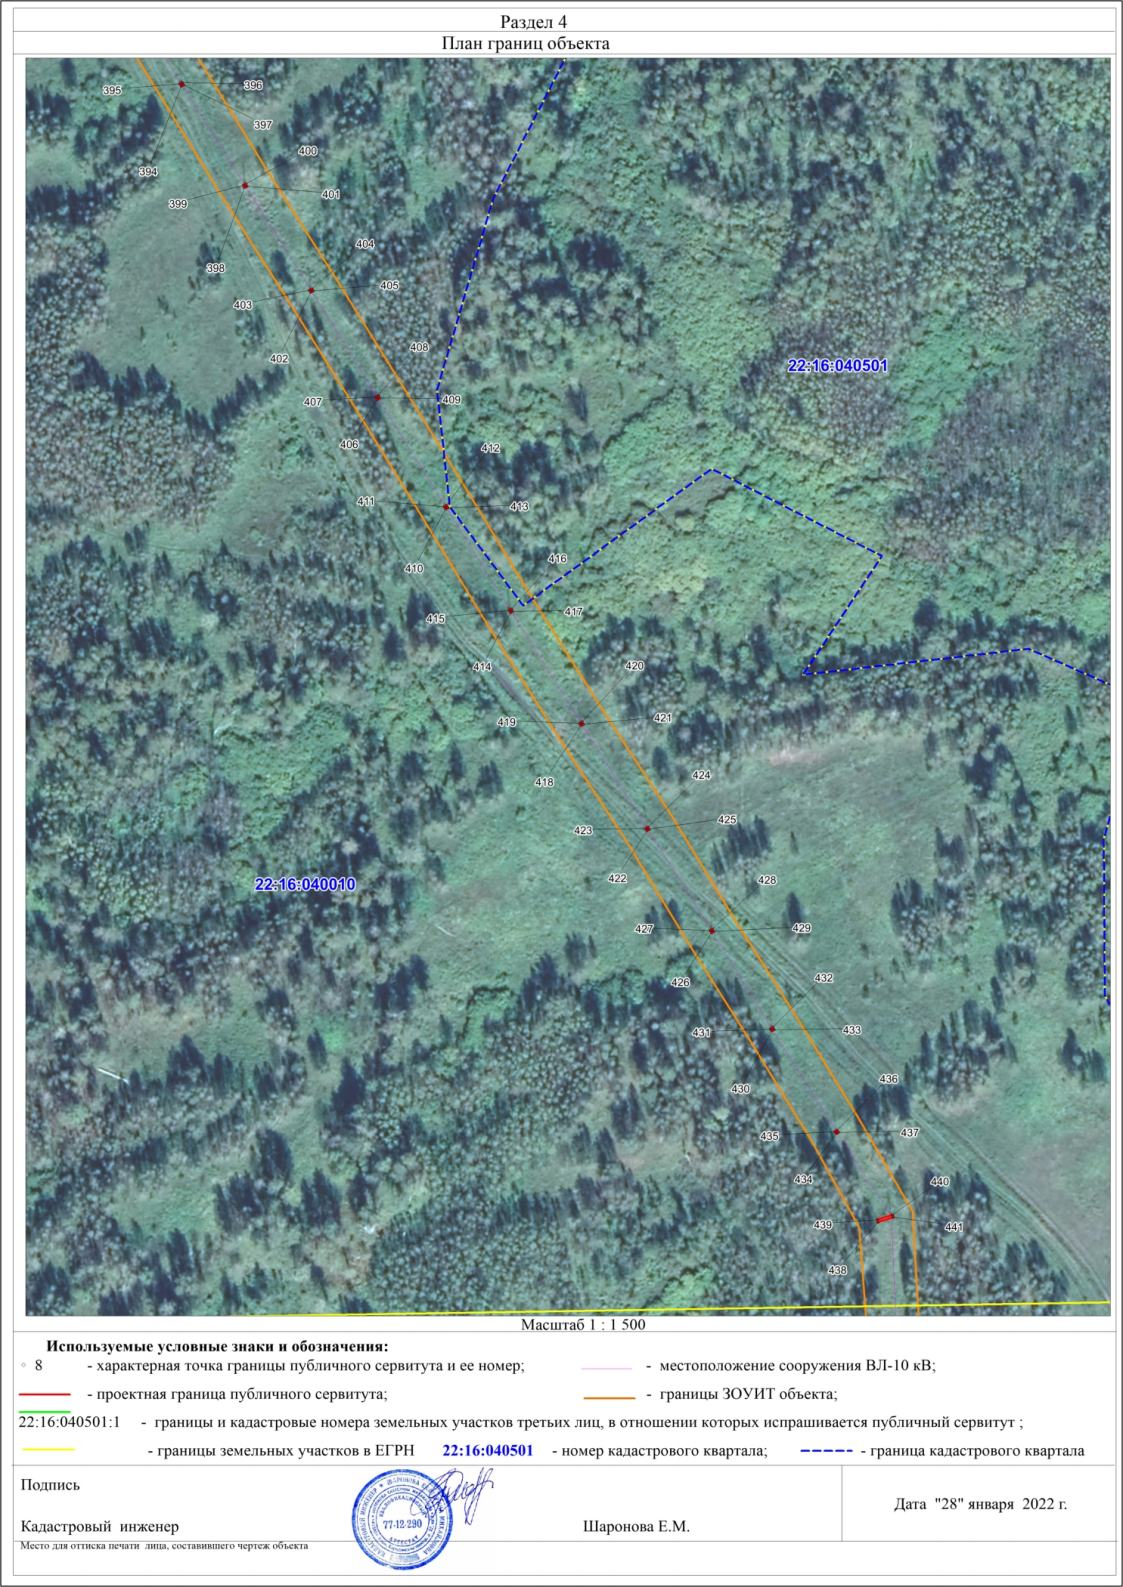 Раздел 4
План границ объекта
395
396
397
394
400
399
401
398
404
403
405
402
408
407
409
406
412
411
413
410
416
415
417
414
420
419
421
418
424
423
425
422
428
427
429
426
432
431
433
430
436
435
437
434
440
439
441
438
22:16:040501
22:16:040010
Масштаб 1 : 1 500
Используемые условные знаки и обозначения:
8 - характерная точка границы публичного сервитута и ее номер;
- местоположение сооружения ВЛ-10 кВ;
- проектная граница публичного сервитута;
- границы ЗОУИТ объекта;
22:16:040501:1 - границы и кадастровые номера земельных участков третьих лиц, в отношении которых испрашивается публичный сервитут ;
- границы земельных участков в ЕГРН
22:16:040501 - номер кадастрового квартала;
- граница кадастрового квартала
Подпись
Кадастровый инженер
77-12-290
АТТЕСТАТ
Шаронова Е.М.
Дата "28" января 2022 г.
Место для оттиска печати лица, составившего чертеж объекта